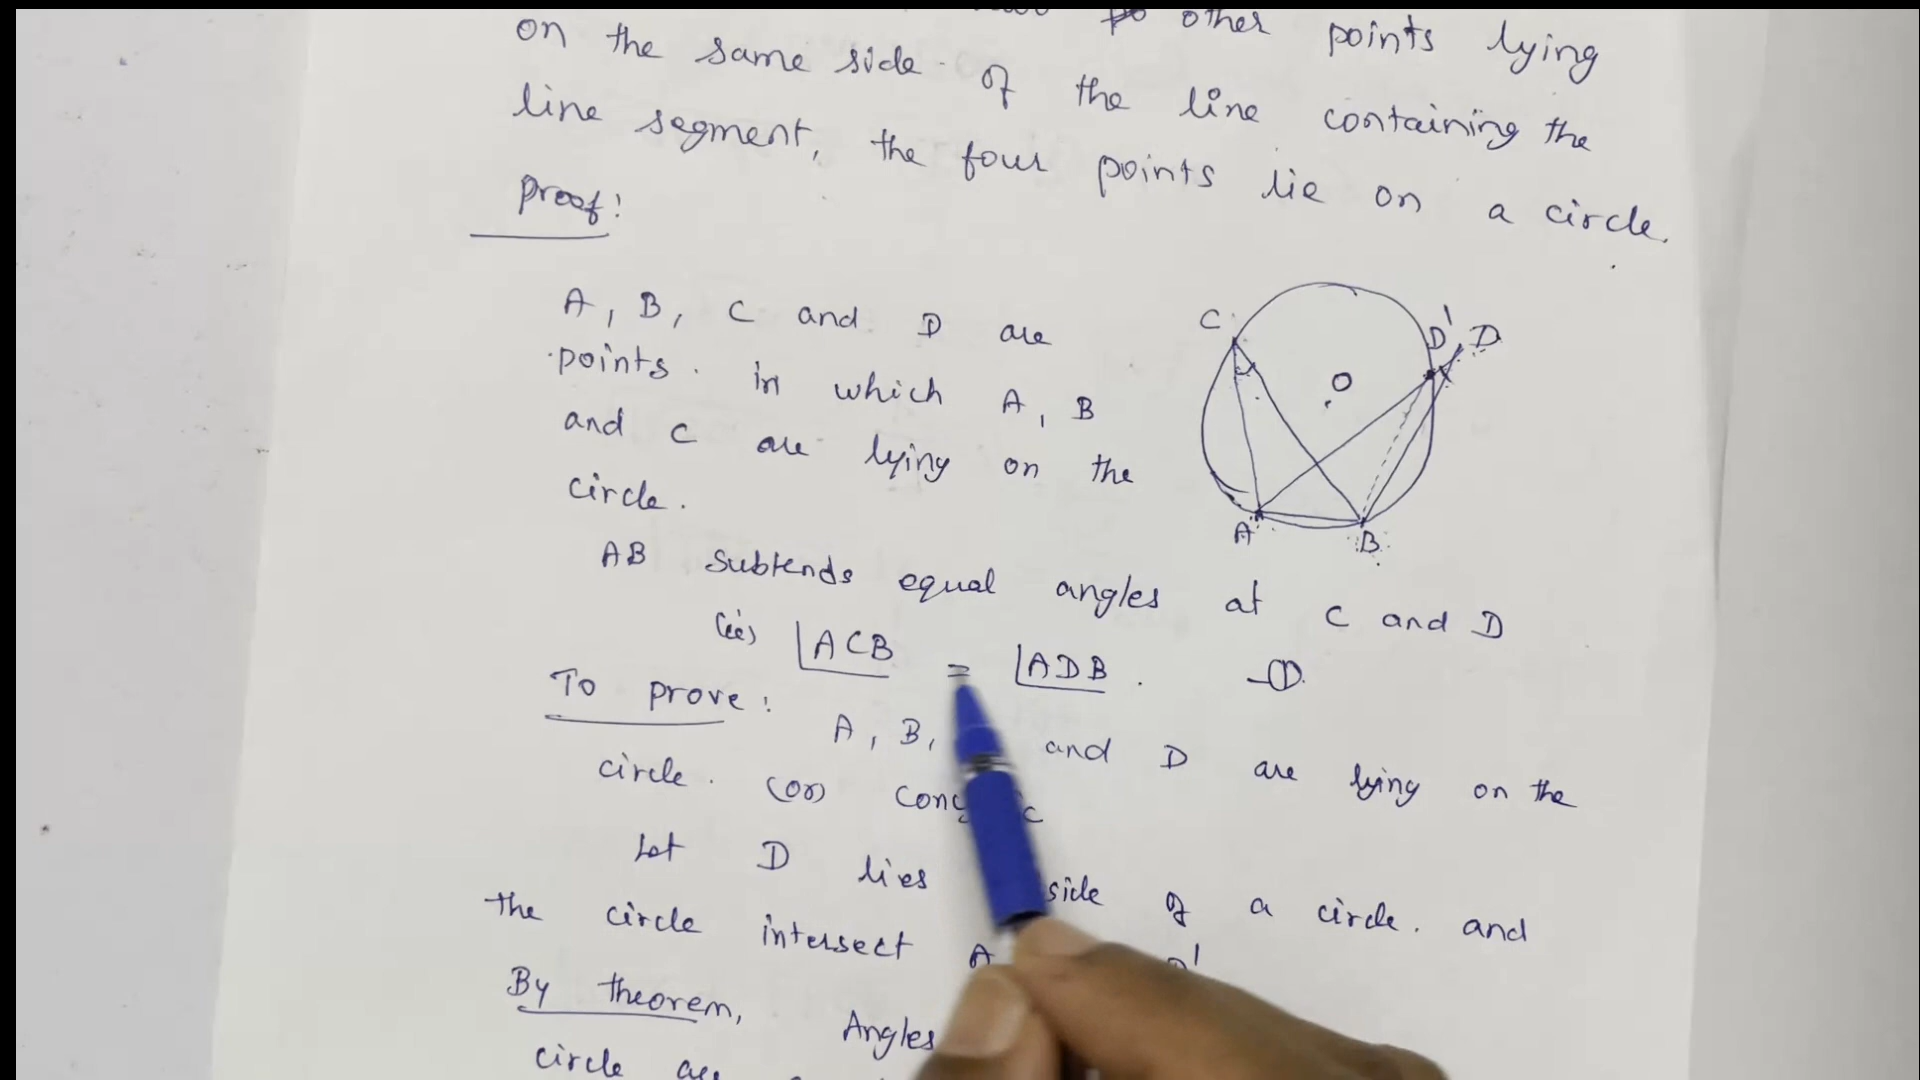 other points lying
on the same side of the line containing the
line segment, the four points lie on a circle.
Proof:
A, B, C and D are
points in which A, B
and C are lying on the
circle.
C
D'
D
O
A
B
AB subtends equal angles at C and D
(ie) ∠ACB = ∠ADB. —①
To prove:
A, B, and D are lying on the
circle. (or)
Let D lies of a circle. and
the circle intersect A D'
By theorem, Angles
circle are